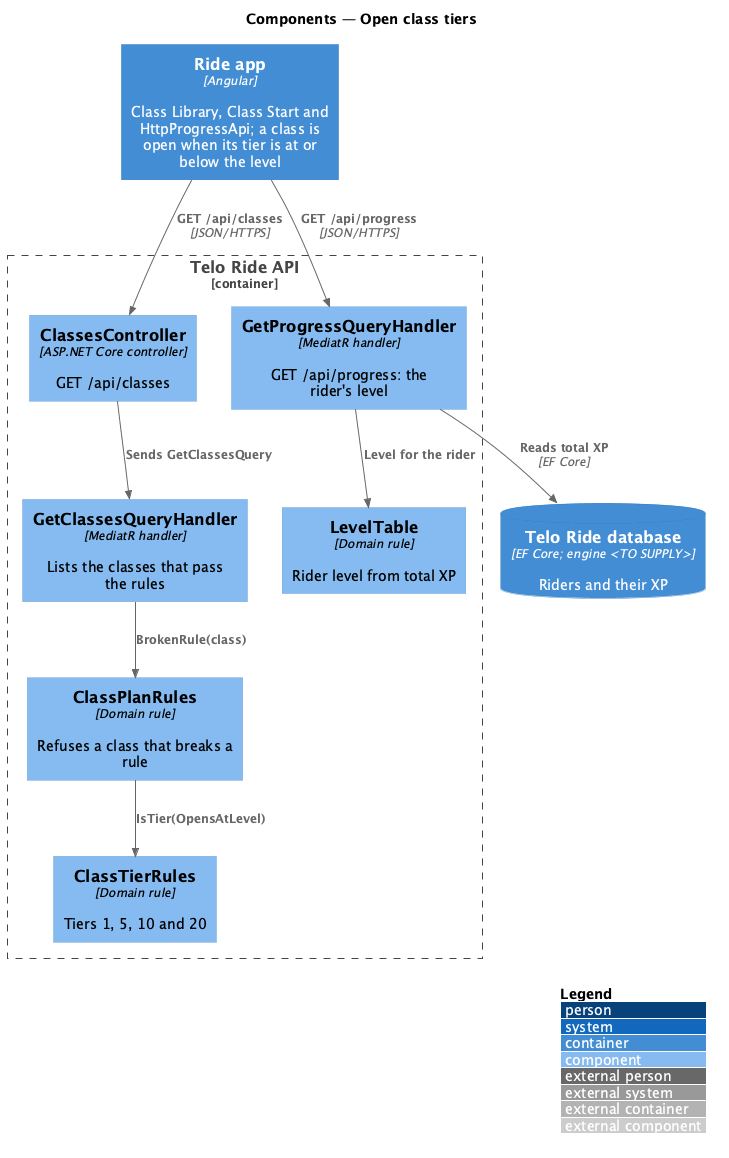 Components — Open class tiers
Ride app
[Angular]
Class Library, Class Start and
HttpProgressApi; a class is
open when its tier is at or
below the level
GET /api/classes
[JSON/HTTPS]
GET /api/progress
[JSON/HTTPS]
Telo Ride API
[container]
ClassesController
[ASP.NET Core controller]
GET /api/classes
GetProgressQueryHandler
[MediatR handler]
GET /api/progress: the
rider's level
Sends GetClassesQuery
Level for the rider
Reads total XP
[EF Core]
GetClassesQueryHandler
[MediatR handler]
Lists the classes that pass
the rules
LevelTable
[Domain rule]
Rider level from total XP
Telo Ride database
[EF Core; engine <TO SUPPLY>]
Riders and their XP
BrokenRule(class)
ClassPlanRules
[Domain rule]
Refuses a class that breaks a
rule
IsTier(OpensAtLevel)
ClassTierRules
[Domain rule]
Tiers 1, 5, 10 and 20
Legend
person
system
container
component
external person
external system
external container
external component